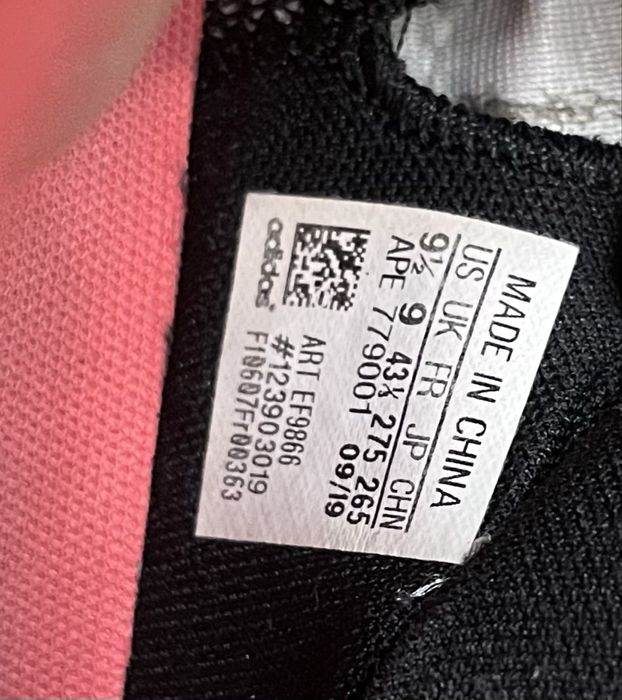 MADE IN CHINA
US UK FR JP CHN
9½ 9 43⅓ 275 265
APE 779001 09/19
ART EF9866
#123903019
F10607Fr00363
adidas